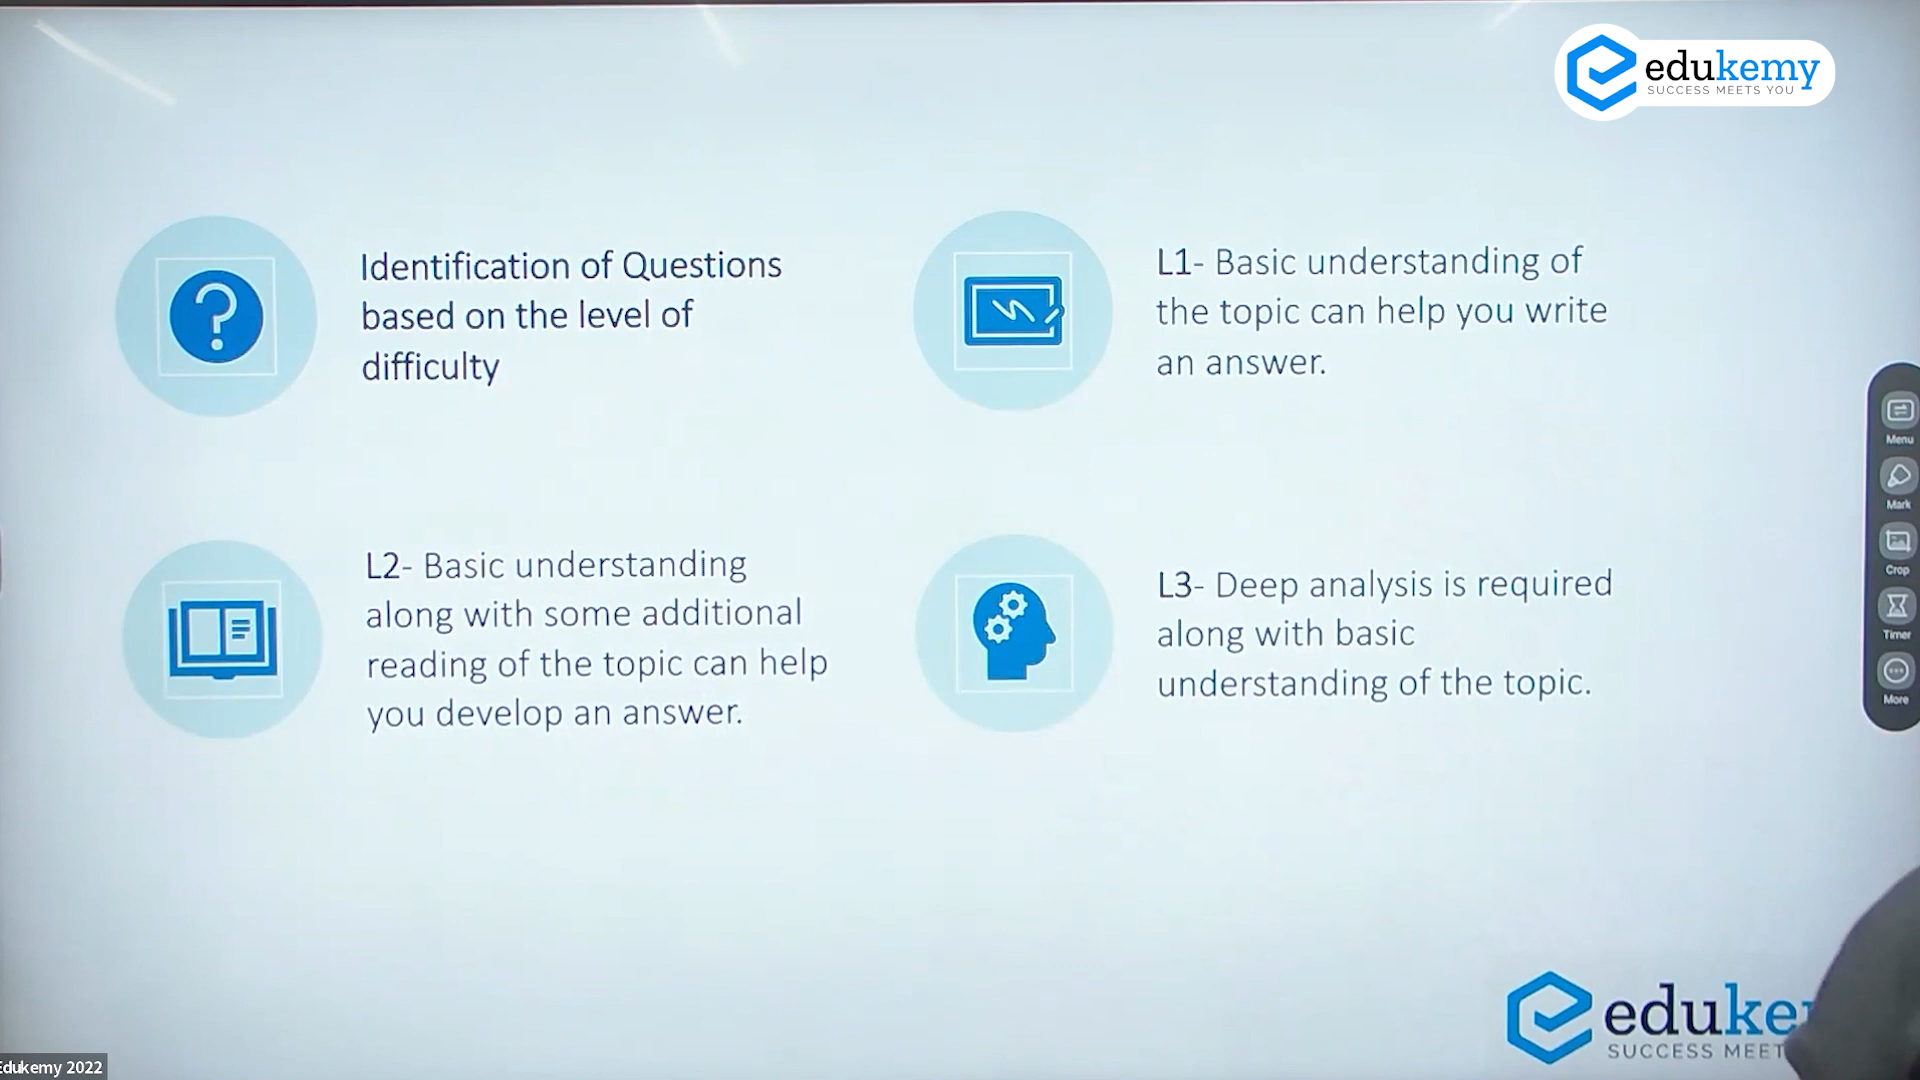 edukemy
SUCCESS MEETS YOU
Identification of Questions
based on the level of
difficulty
L1- Basic understanding of
the topic can help you write
an answer.
L2- Basic understanding
along with some additional
reading of the topic can help
you develop an answer.
L3- Deep analysis is required
along with basic
understanding of the topic.
Menu
Mark
Crop
Timer
More
eduke
SUCCESS MEET
Edukemy 2022